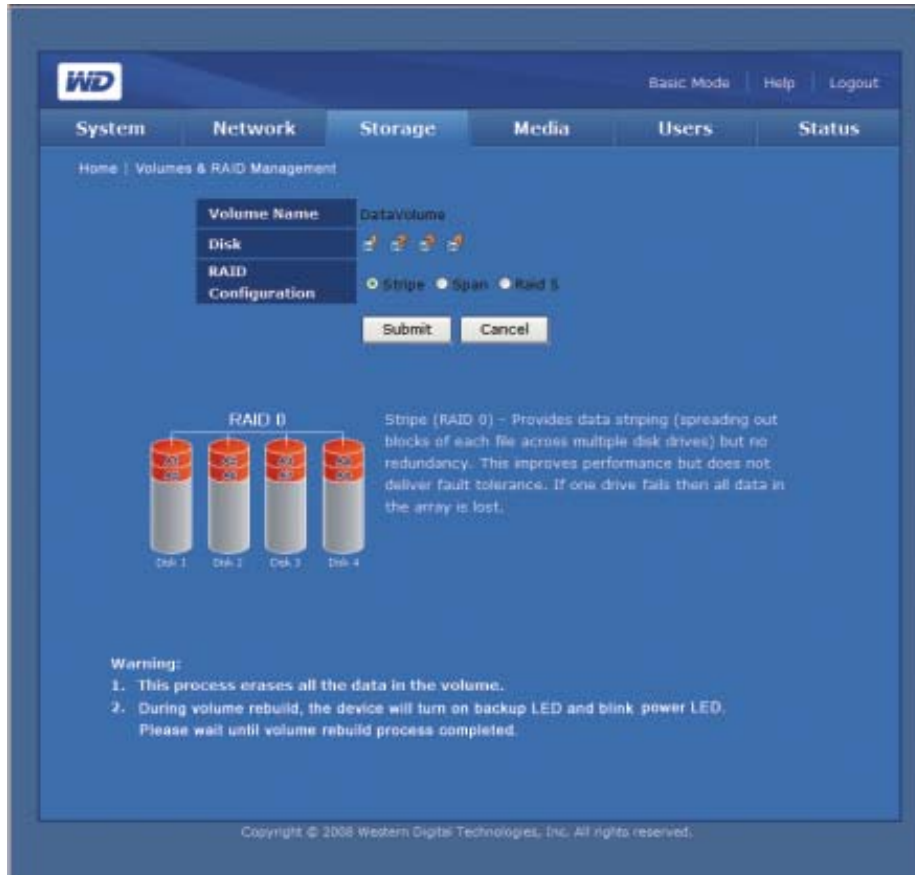 WD
Basic Mode | Help | Logout
System Network Storage Media Users Status
Home | Volumes & RAID Management
Volume Name DataVolume
Disk
RAID
Configuration
Stripe Span Raid 5
Submit Cancel
RAID 0
Disk 1 Disk 2 Disk 3 Disk 4
Stripe (RAID 0) - Provides data striping (spreading out
blocks of each file across multiple disk drives) but no
redundancy. This improves performance but does not
deliver fault tolerance. If one drive fails then all data in
the array is lost.
Warning:
1. This process erases all the data in the volume.
2. During volume rebuild, the device will turn on backup LED and blink power LED.
Please wait until volume rebuild process completed.
Copyright © 2008 Western Digital Technologies, Inc. All rights reserved.